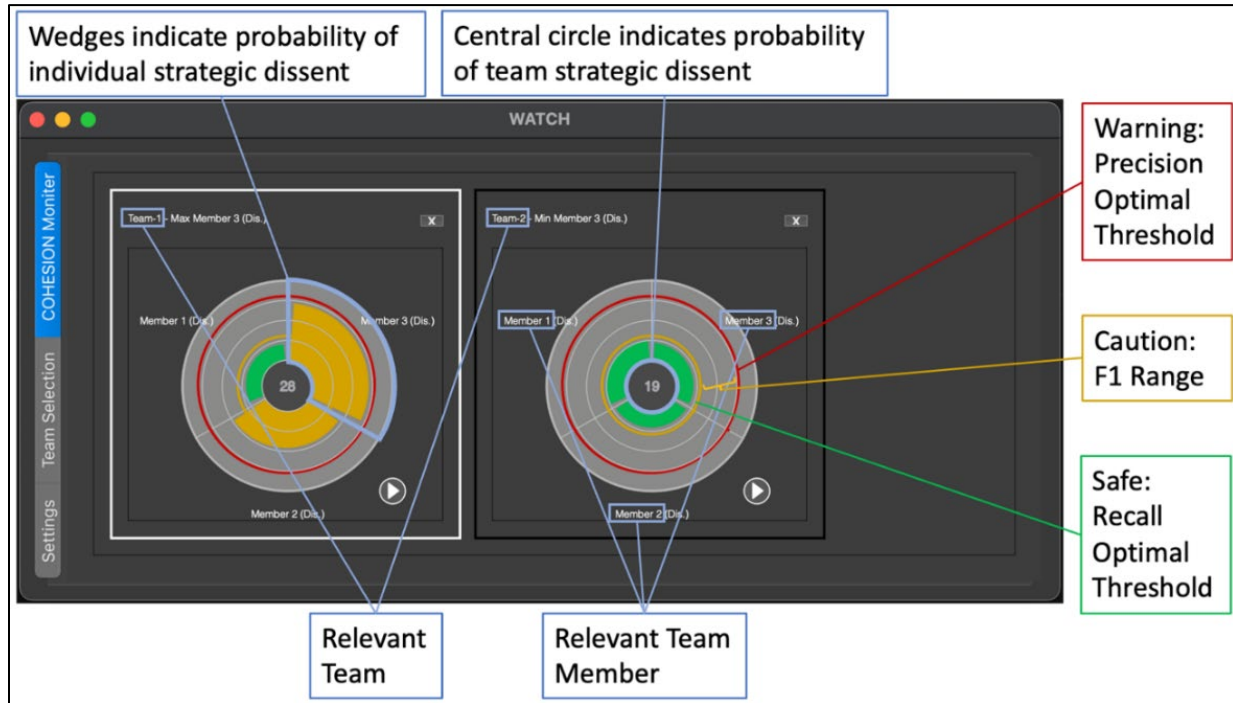 Wedges indicate probability of
individual strategic dissent
Central circle indicates probability
of team strategic dissent
WATCH
COHESION Moniter
Team Selection
Settings
Team-1 - Max Member 3 (Dis.)
X
Member 1 (Dis.)
Member 3 (Dis.)
28
Member 2 (Dis.)
Team-2 - Min Member 3 (Dis.)
X
Member 1 (Dis.)
Member 3 (Dis.)
19
Member 2 (Dis.)
Warning:
Precision
Optimal
Threshold
Caution:
F1 Range
Safe:
Recall
Optimal
Threshold
Relevant
Team
Relevant Team
Member